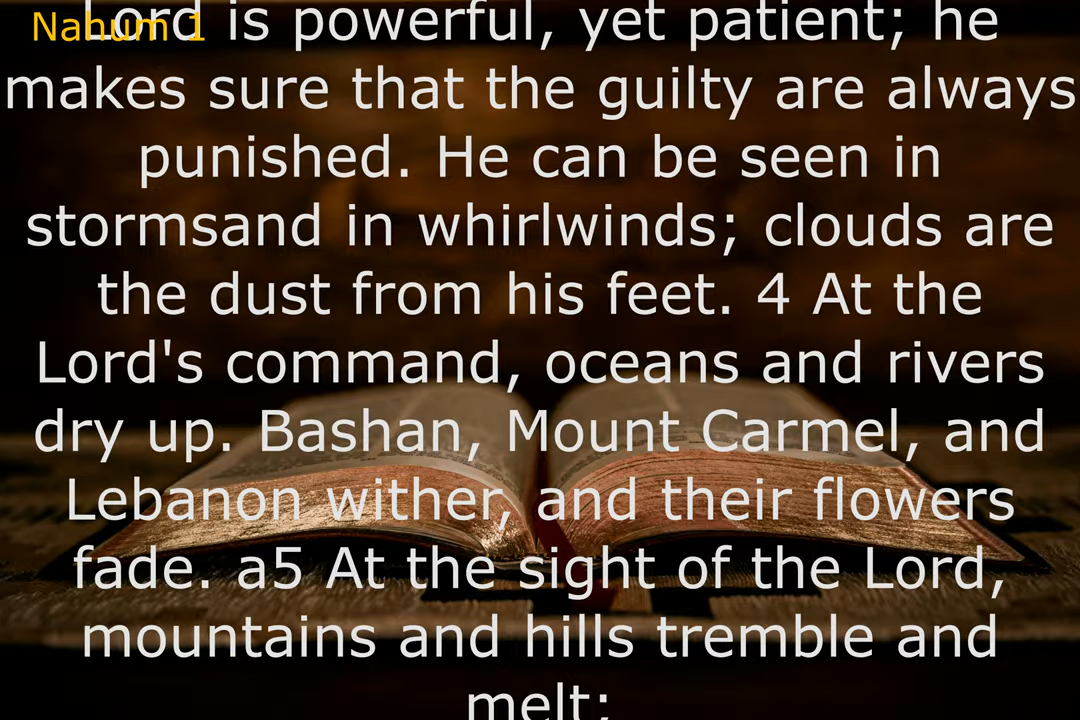 Nahum 1
Lord is powerful, yet patient; he
makes sure that the guilty are always
punished. He can be seen in
stormsand in whirlwinds; clouds are
the dust from his feet. 4 At the
Lord's command, oceans and rivers
dry up. Bashan, Mount Carmel, and
Lebanon wither, and their flowers
fade. a5 At the sight of the Lord,
mountains and hills tremble and
melt;